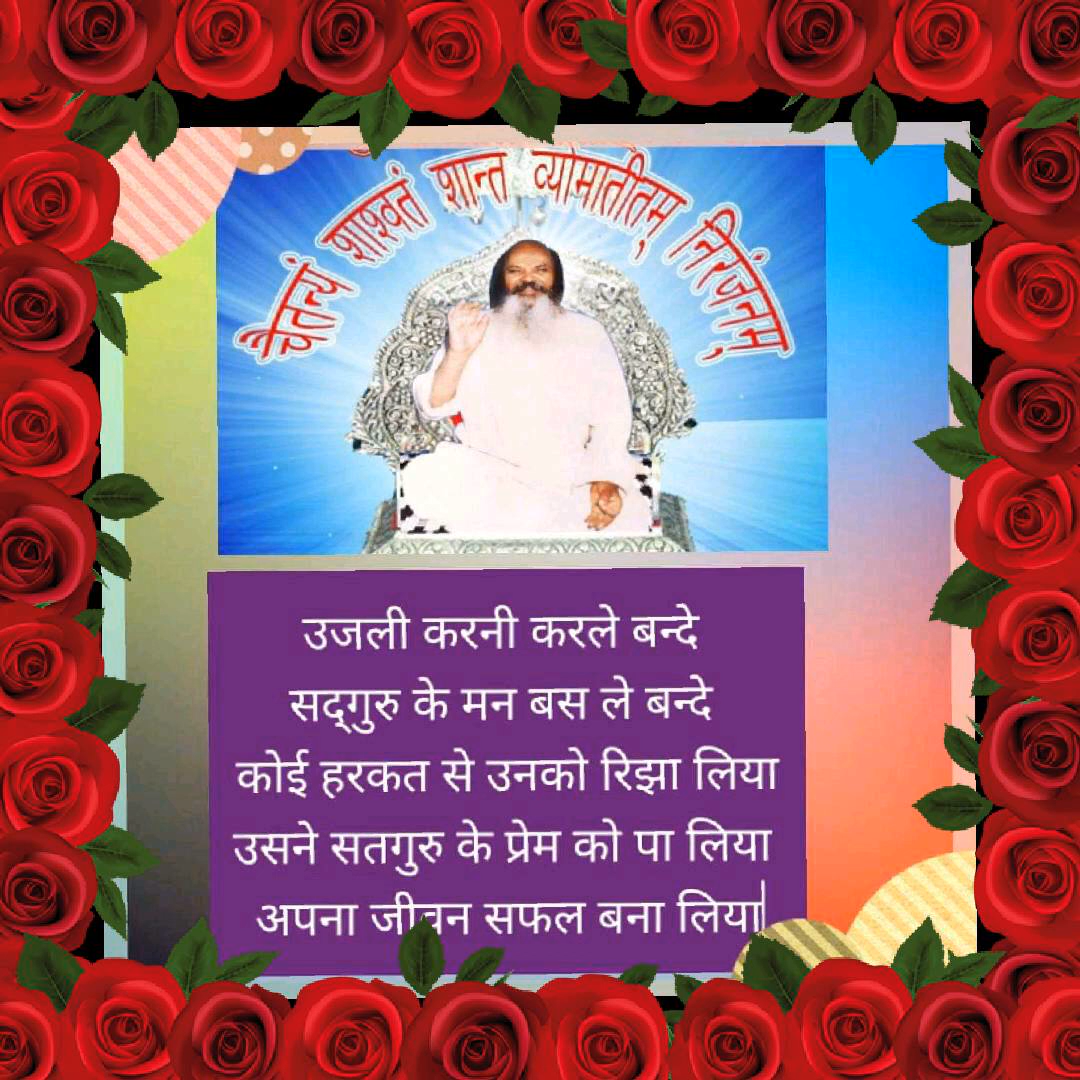 चैतन्यं शाश्वतं शान्त व्योमातीतम् निरंजनम्
उजली करनी करले बन्दे
सद्गुरु के मन बस ले बन्दे
कोई हरकत से उनको रिझा लिया
उसने सतगुरु के प्रेम को पा लिया
अपना जीवन सफल बना लिया